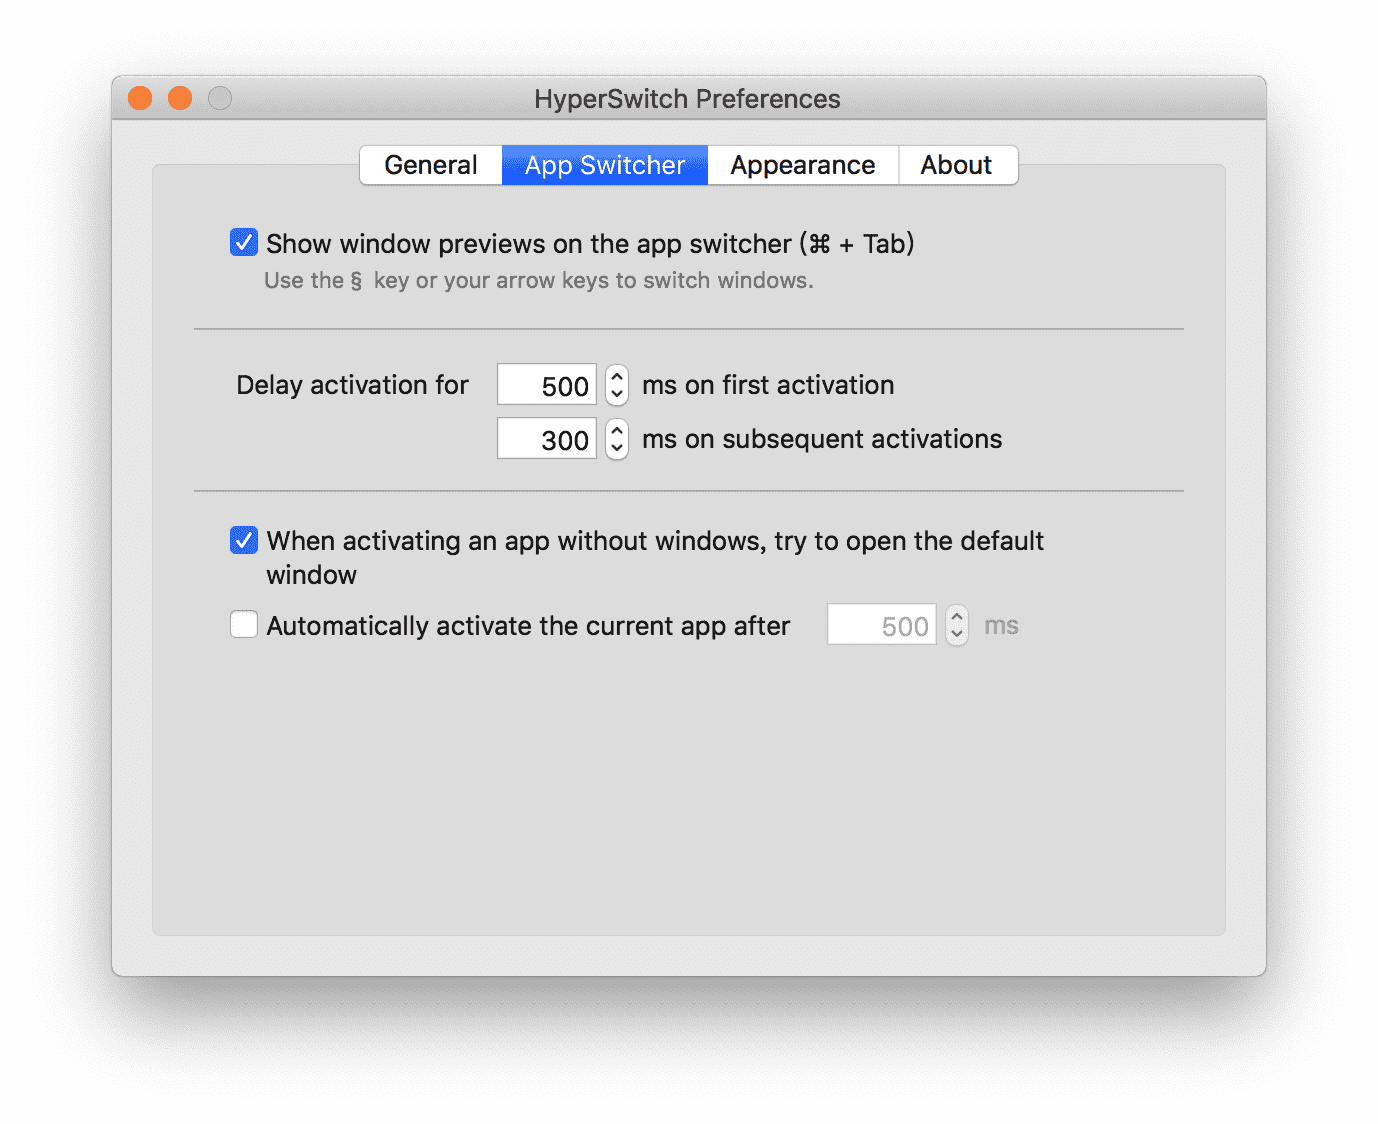 HyperSwitch Preferences
General App Switcher Appearance About
Show window previews on the app switcher (⌘ + Tab)
Use the § key or your arrow keys to switch windows.
Delay activation for 500 ms on first activation
300 ms on subsequent activations
When activating an app without windows, try to open the default
window
Automatically activate the current app after 500 ms